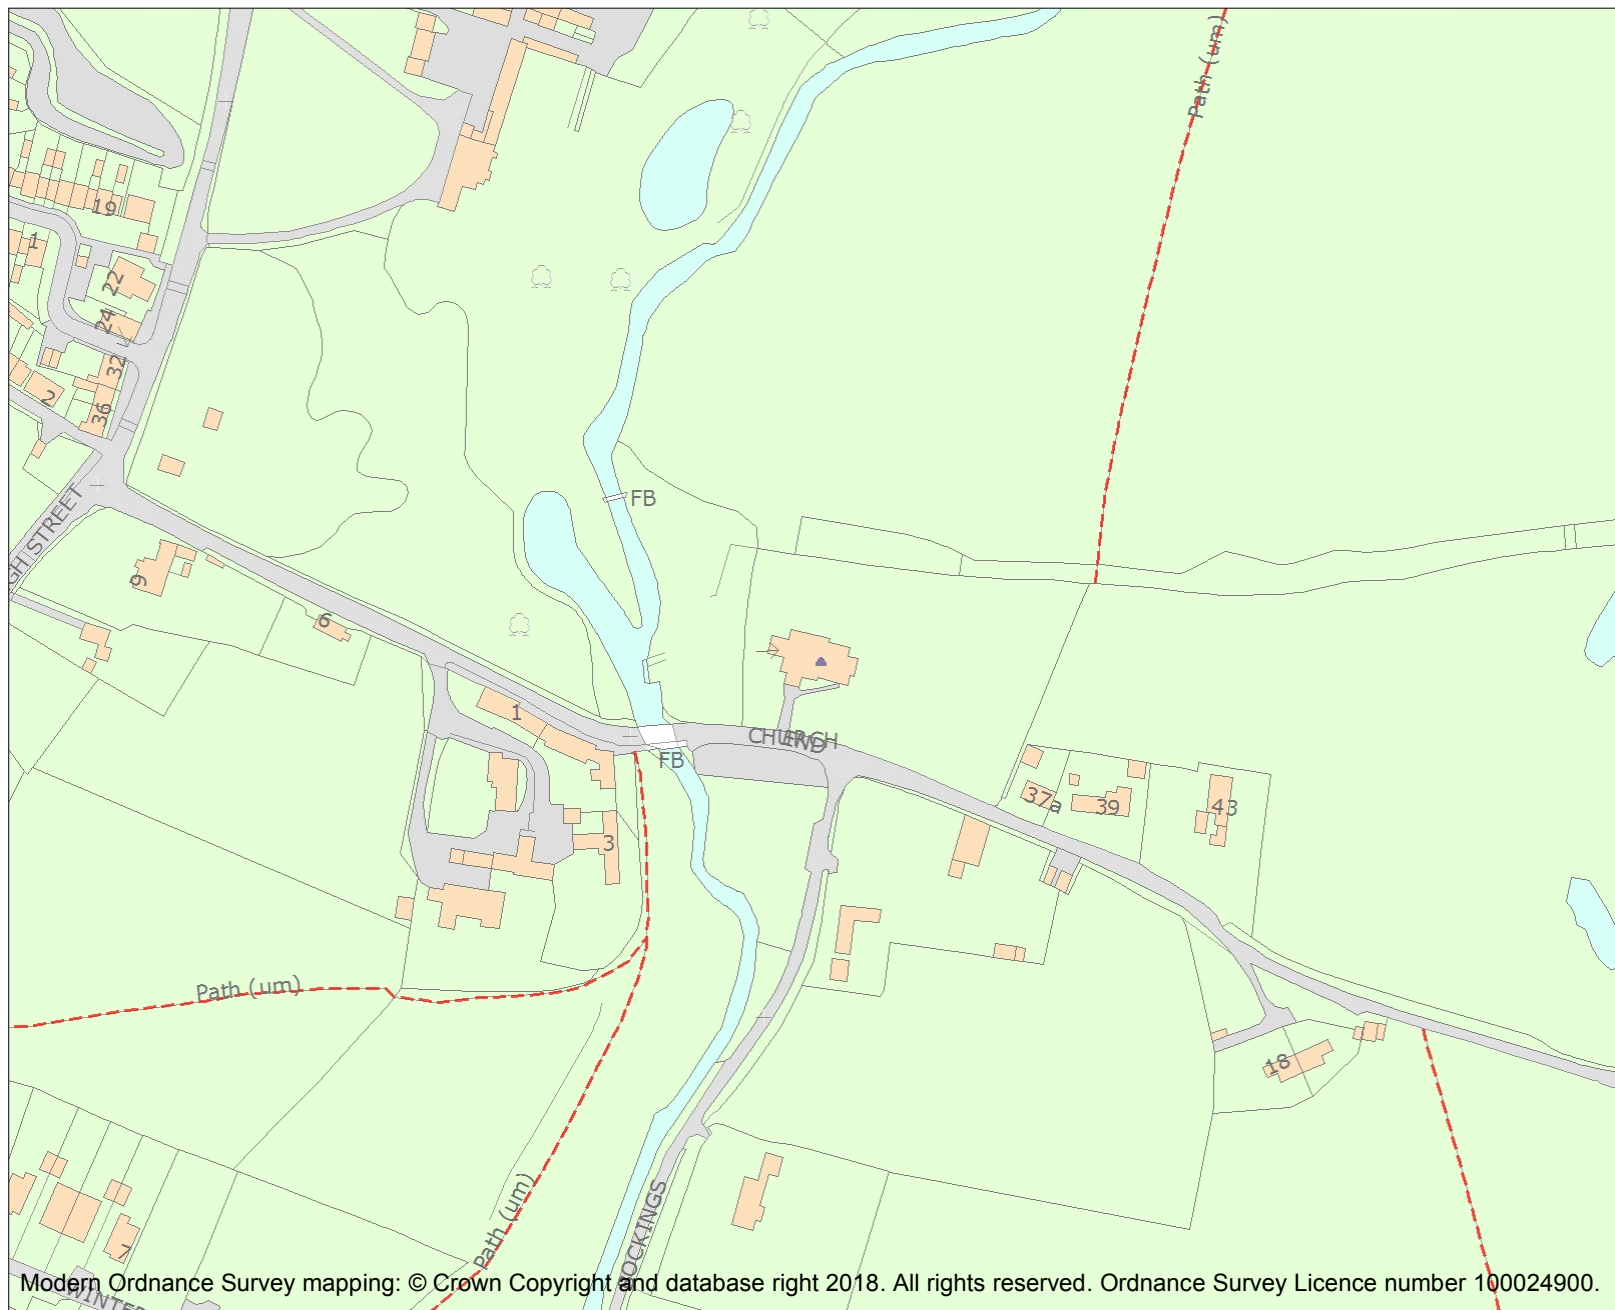 Path (um)
19
1
22
24
32
2
36
FB
GH STREET
9
6
1
CHURCH
END
FB
37a
39
43
3
Path (um)
18
Path (um)
OCKINGS
7
WINTER
Modern Ordnance Survey mapping: © Crown Copyright and database right 2018. All rights reserved. Ordnance Survey Licence number 100024900.